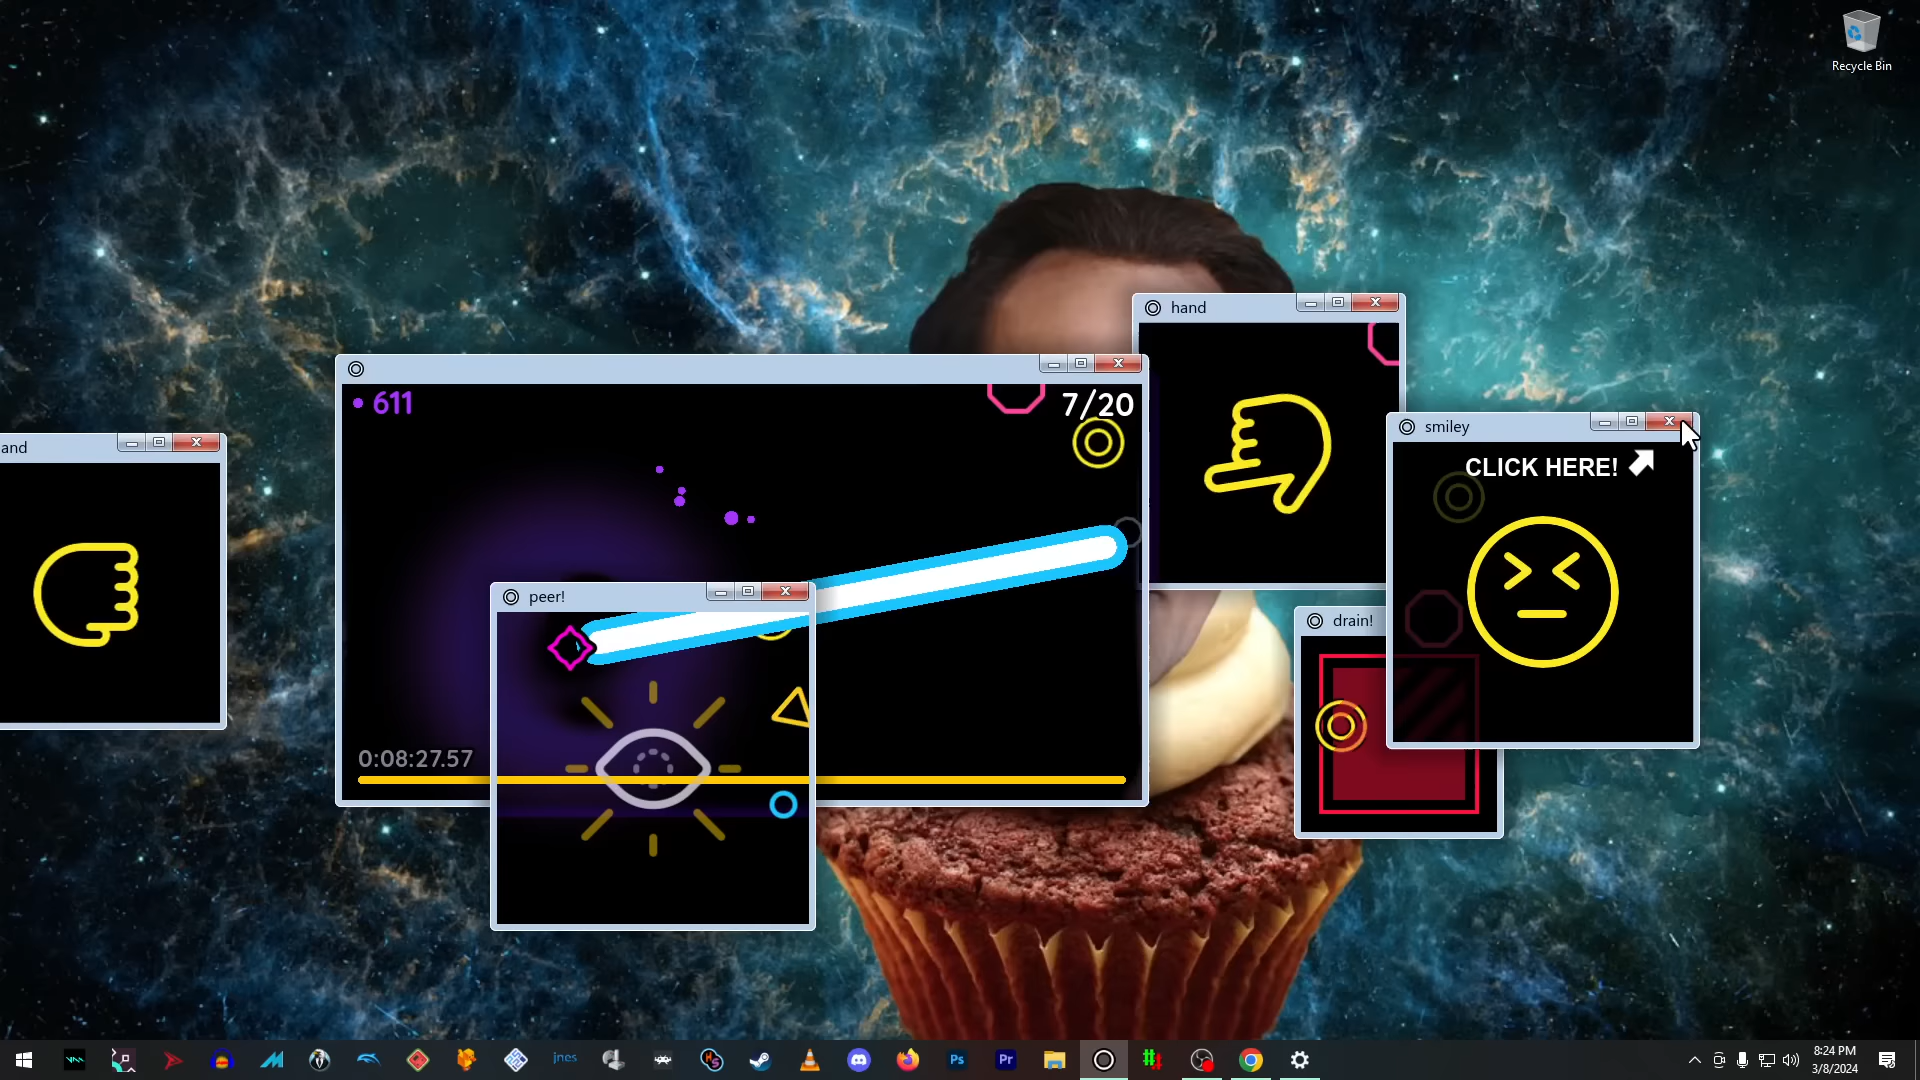 Recycle Bin
hand
611
7/20
smiley
and
CLICK HERE!
peer!
drain!
0:08:27.57
jnes
HS
Ps
Pr
8:24 PM
3/8/2024